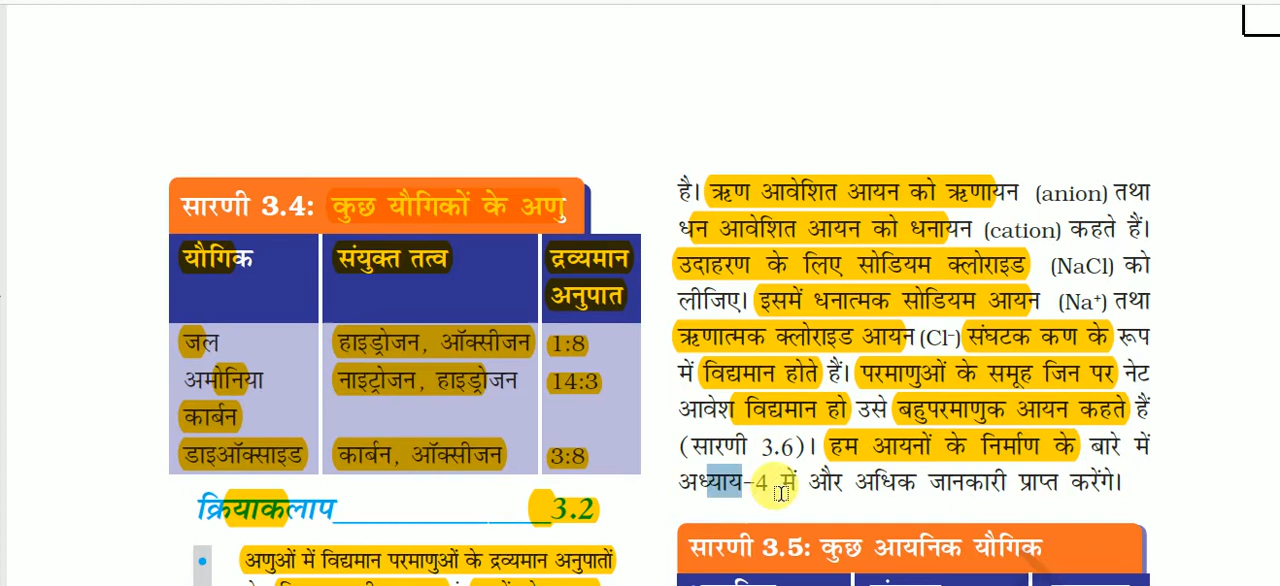 सारणी 3.4: कुछ यौगिकों के अणु
यौगिक संयुक्त तत्व द्रव्यमान
अनुपात
जल हाइड्रोजन, ऑक्सीजन 1:8
अमोनिया नाइट्रोजन, हाइड्रोजन 14:3
कार्बन
डाइऑक्साइड कार्बन, ऑक्सीजन 3:8
क्रियाकलाप 3.2
अणुओं में विद्यमान परमाणुओं के द्रव्यमान अनुपातों
है। ऋण आवेशित आयन को ऋणायन (anion) तथा
धन आवेशित आयन को धनायन (cation) कहते हैं।
उदाहरण के लिए सोडियम क्लोराइड (NaCl) को
लीजिए। इसमें धनात्मक सोडियम आयन (Na⁺) तथा
ऋणात्मक क्लोराइड आयन (Cl⁻) संघटक कण के रूप
में विद्यमान होते हैं। परमाणुओं के समूह जिन पर नेट
आवेश विद्यमान हो उसे बहुपरमाणुक आयन कहते हैं
(सारणी 3.6)। हम आयनों के निर्माण के बारे में
अध्याय-4 में और अधिक जानकारी प्राप्त करेंगे।
सारणी 3.5: कुछ आयनिक यौगिक